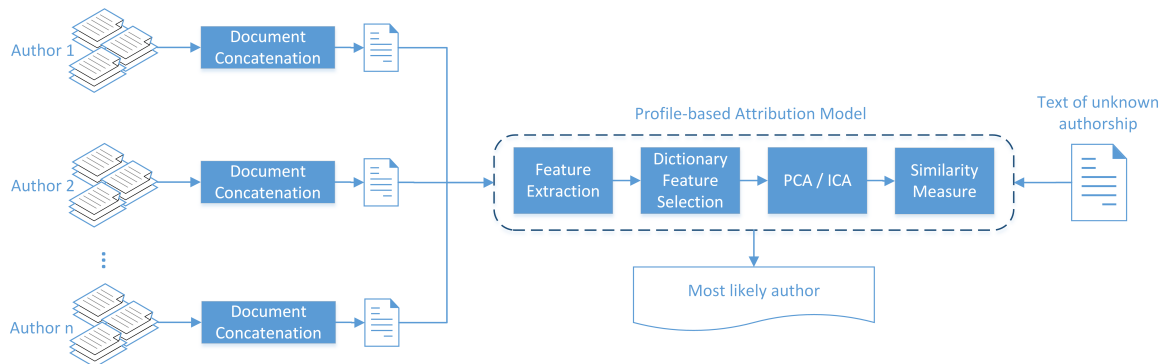 Author 1
Document
Concatenation
Author 2
Document
Concatenation
⋮
Author n
Document
Concatenation
Profile-based Attribution Model
Feature
Extraction
Dictionary
Feature
Selection
PCA / ICA
Similarity
Measure
Text of unknown
authorship
Most likely author